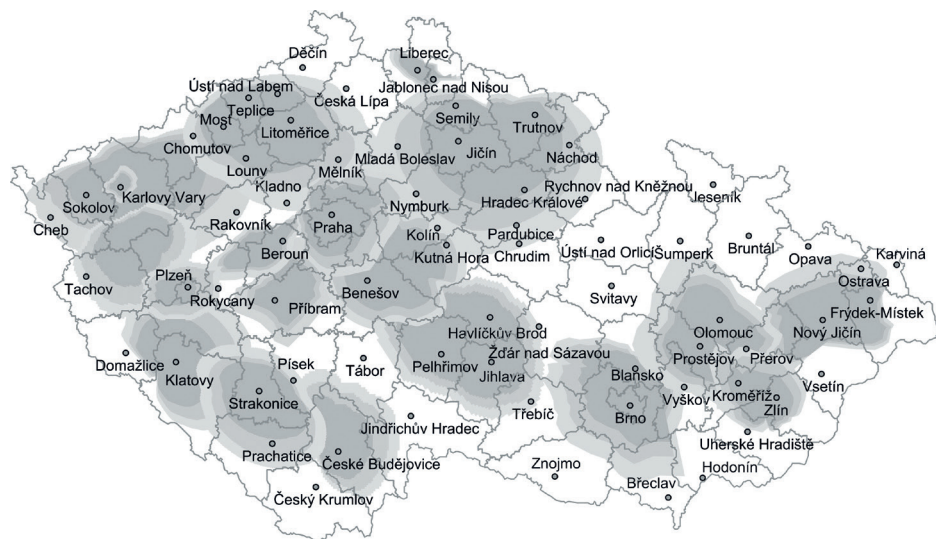 Děčín
Liberec
Ústí nad Labem
Jablonec nad Nisou
Teplice
Česká Lípa
Most
Semily
Litoměřice
Trutnov
Chomutov
Jičín
Mladá Boleslav
Náchod
Louny
Mělník
Kladno
Karlovy Vary
Rychnov nad Kněžnou
Jeseník
Sokolov
Nymburk
Hradec Králové
Cheb
Rakovník
Praha
Kolín
Pardubice
Beroun
Kutná Hora
Chrudim
Ústí nad Orlicí
Šumperk
Bruntál
Opava
Karviná
Plzeň
Ostrava
Tachov
Rokycany
Benešov
Svitavy
Příbram
Frýdek-Místek
Havlíčkův Brod
Olomouc
Nový Jičín
Žďár nad Sázavou
Prostějov
Přerov
Domažlice
Písek
Pelhřimov
Klatovy
Tábor
Jihlava
Blansko
Vsetín
Strakonice
Vyškov
Kroměříž
Třebíč
Brno
Zlín
Jindřichův Hradec
Uherské Hradiště
Prachatice
České Budějovice
Znojmo
Hodonín
Břeclav
Český Krumlov